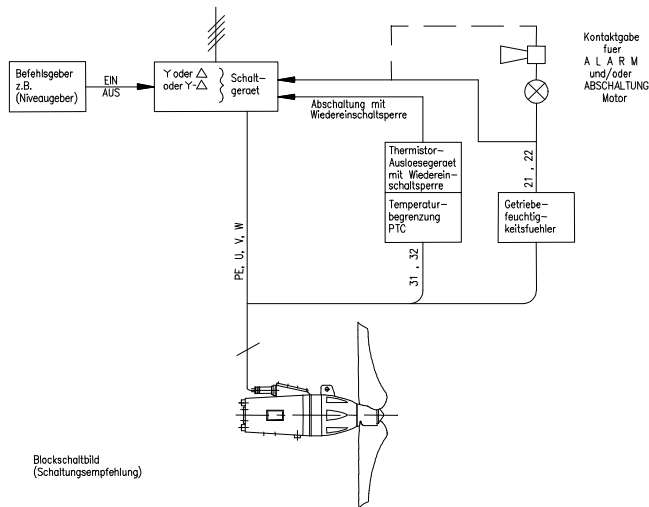 Kontaktgabe
fuer
A L A R M
und/oder
ABSCHALTUNG
Motor
Befehlsgeber
z.B.
(Niveaugeber)
EIN
AUS
Y oder △
oder Y-△
Schalt-
geraet
Abschaltung mit
Wiedereinschaltsperre
Thermistor-
Ausloesegeraet
mit Wiederein-
schaltsperre
Temperatur-
begrenzung
PTC
21 , 22
Getriebe-
feuchtig-
keitsfuehler
PE, U, V, W
31 , 32
Blockschaltbild
(Schaltungsempfehlung)